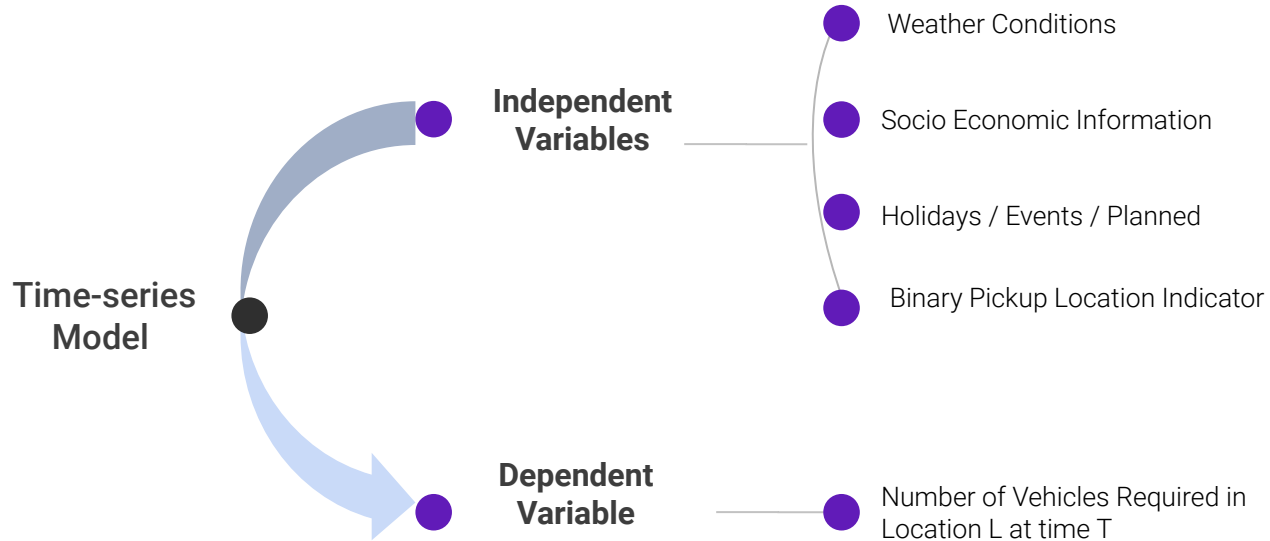 Weather Conditions
Independent
Variables
Socio Economic Information
Holidays / Events / Planned
Time-series
Model
Binary Pickup Location Indicator
Dependent
Variable
Number of Vehicles Required in
Location L at time T